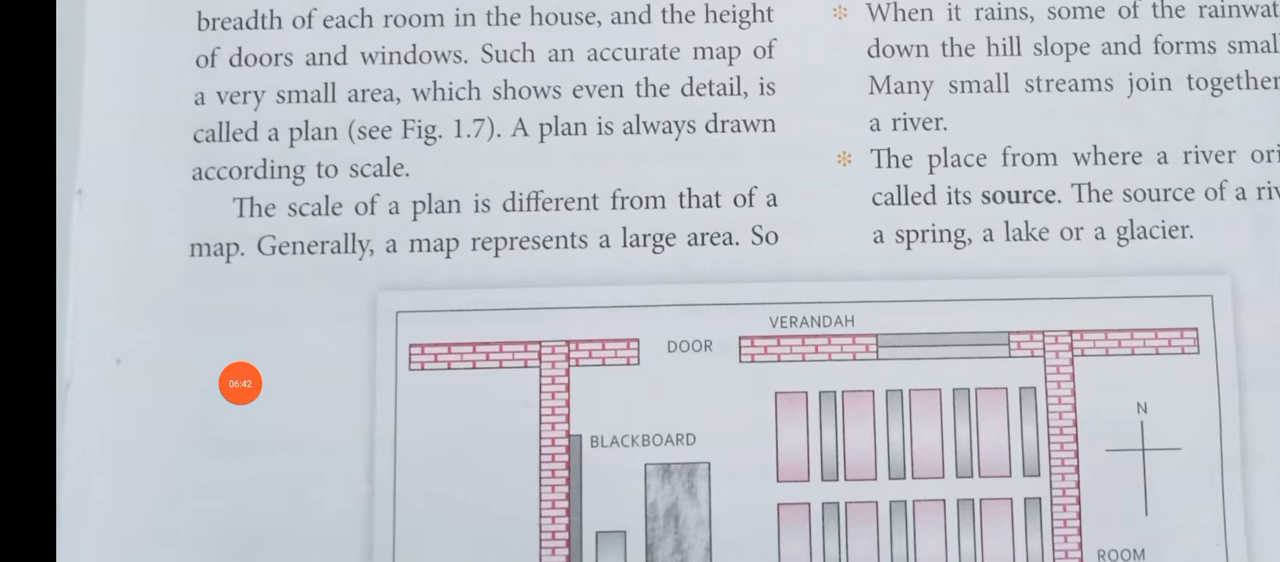 breadth of each room in the house, and the height
of doors and windows. Such an accurate map of
a very small area, which shows even the detail, is
called a plan (see Fig. 1.7). A plan is always drawn
according to scale.
The scale of a plan is different from that of a
map. Generally, a map represents a large area. So
* When it rains, some of the
down the hill slope and forms
Many small streams join together
a river.
* The place from where a river
called its source. The source of a
a spring, a lake or a glacier.
VERANDAH
DOOR
BLACKBOARD
N
ROOM
06:42